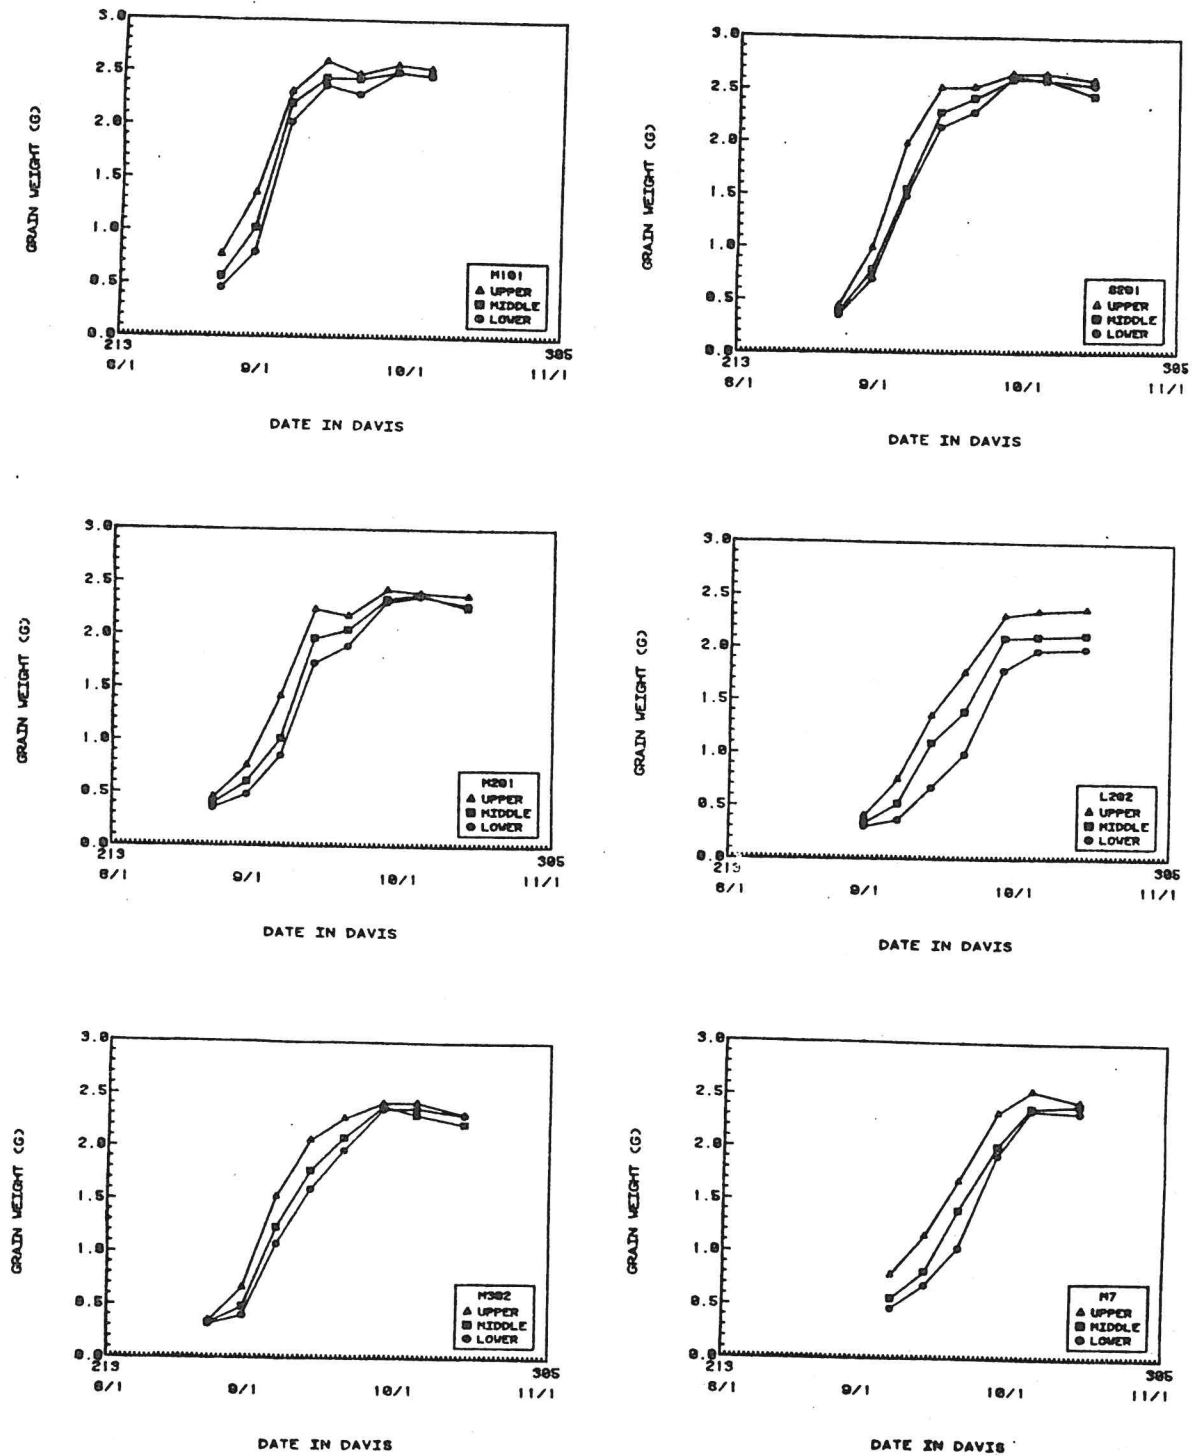 3.0
2.5
2.0
1.5
1.0
0.5
0.0
GRAIN WEIGHT (G)
M101
UPPER
MIDDLE
LOWER
213 305
8/1 9/1 10/1 11/1
DATE IN DAVIS
3.0
2.5
2.0
1.5
1.0
0.5
0.0
GRAIN WEIGHT (G)
S201
UPPER
MIDDLE
LOWER
213 305
8/1 9/1 10/1 11/1
DATE IN DAVIS
3.0
2.5
2.0
1.5
1.0
0.5
0.0
GRAIN WEIGHT (G)
M201
UPPER
MIDDLE
LOWER
213 305
8/1 9/1 10/1 11/1
DATE IN DAVIS
3.0
2.5
2.0
1.5
1.0
0.5
0.0
GRAIN WEIGHT (G)
L202
UPPER
MIDDLE
LOWER
213 305
8/1 9/1 10/1 11/1
DATE IN DAVIS
3.0
2.5
2.0
1.5
1.0
0.5
0.0
GRAIN WEIGHT (G)
M302
UPPER
MIDDLE
LOWER
213 305
8/1 9/1 10/1 11/1
DATE IN DAVIS
3.0
2.5
2.0
1.5
1.0
0.5
0.0
GRAIN WEIGHT (G)
M7
UPPER
MIDDLE
LOWER
213 305
8/1 9/1 10/1 11/1
DATE IN DAVIS